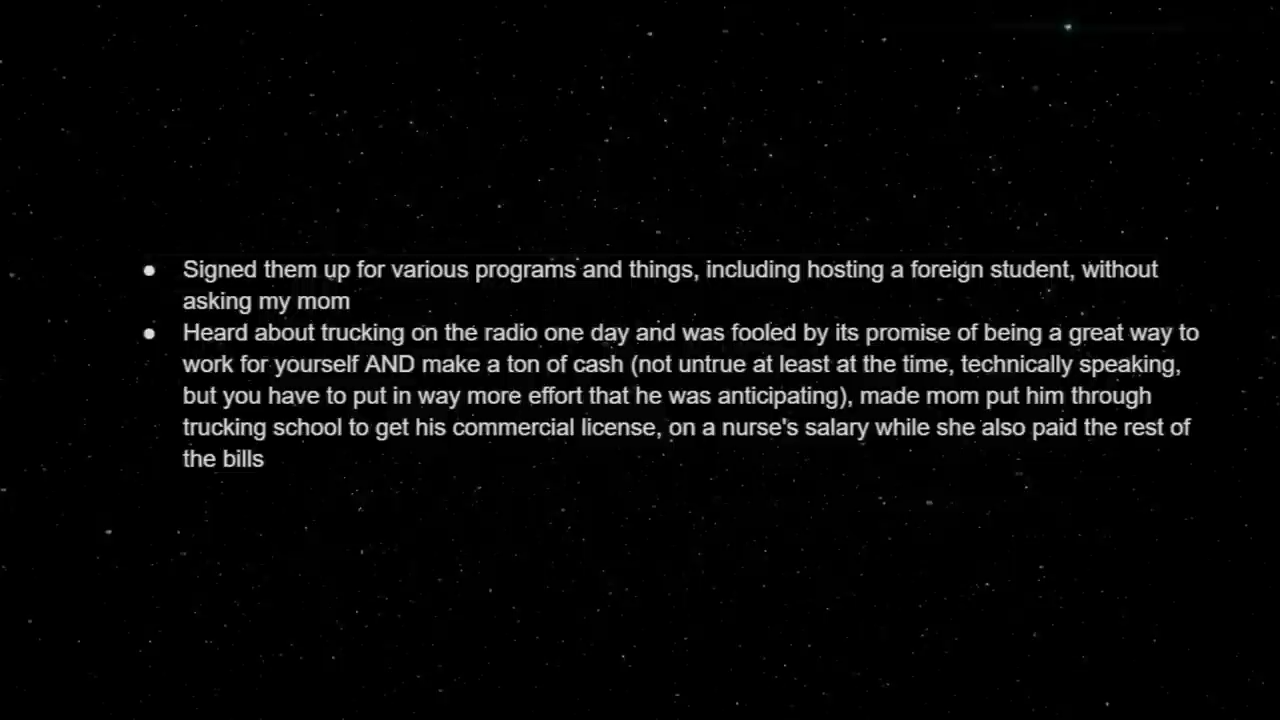 ● Signed them up for various programs and things, including hosting a foreign student, without
asking my mom
● Heard about trucking on the radio one day and was fooled by its promise of being a great way to
work for yourself AND make a ton of cash (not untrue at least at the time, technically speaking,
but you have to put in way more effort that he was anticipating), made mom put him through
trucking school to get his commercial license, on a nurse's salary while she also paid the rest of
the bills